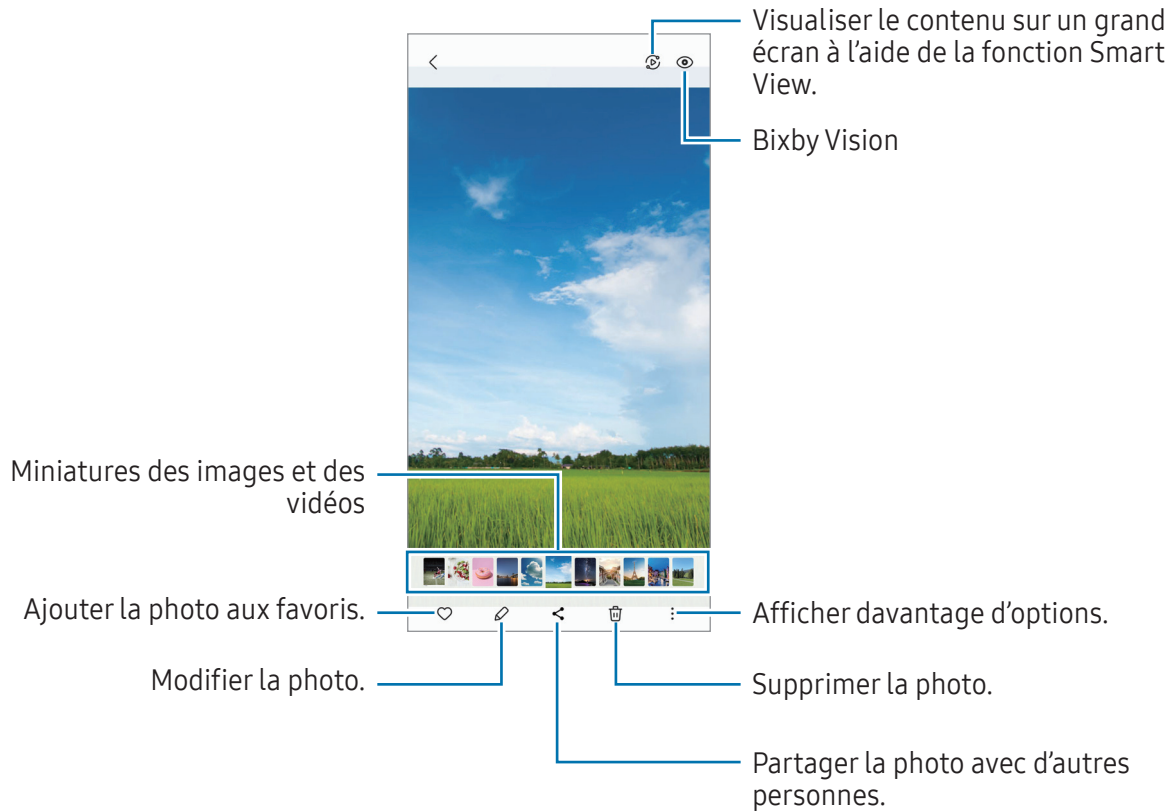 Visualiser le contenu sur un grand
écran à l’aide de la fonction Smart
View.
Bixby Vision
Miniatures des images et des
vidéos
Ajouter la photo aux favoris.
Afficher davantage d’options.
Modifier la photo.
Supprimer la photo.
Partager la photo avec d’autres
personnes.